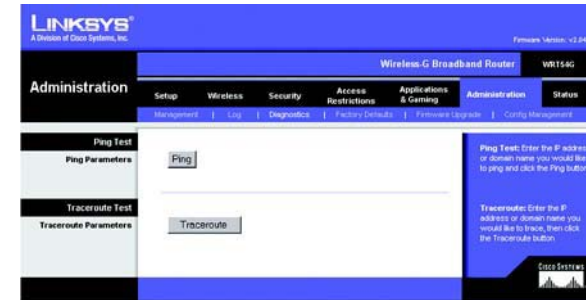 LINKSYS®
A Division of Cisco Systems, Inc.
Firmware Version: v2.04
Wireless-G Broadband Router WRT54G
Administration
Setup Wireless Security Access Restrictions Applications & Gaming Administration Status
Management | Log | Diagnostics | Factory Defaults | Firmware Upgrade | Config Management
Ping Test
Ping Parameters
Ping
Ping Test: Enter the IP address
or domain name you would like
to ping and click the Ping button
Traceroute Test
Traceroute Parameters
Traceroute
Traceroute: Enter the IP
address or domain name you
would like to trace, then click
the Traceroute button
CISCO SYSTEMS